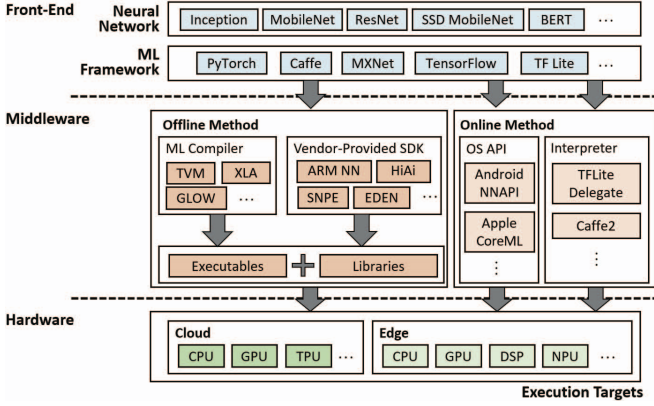 Front-End
Neural Network
Inception MobileNet ResNet SSD MobileNet BERT ...
ML Framework
PyTorch Caffe MXNet TensorFlow TF Lite ...
Middleware
Offline Method
ML Compiler
TVM XLA
GLOW ...
Vendor-Provided SDK
ARM NN HiAi
SNPE EDEN ...
Executables + Libraries
Online Method
OS API
Android
NNAPI
Apple
CoreML
⋮
Interpreter
TFLite
Delegate
Caffe2
⋮
Hardware
Cloud
CPU GPU TPU ...
Edge
CPU GPU DSP NPU ...
Execution Targets